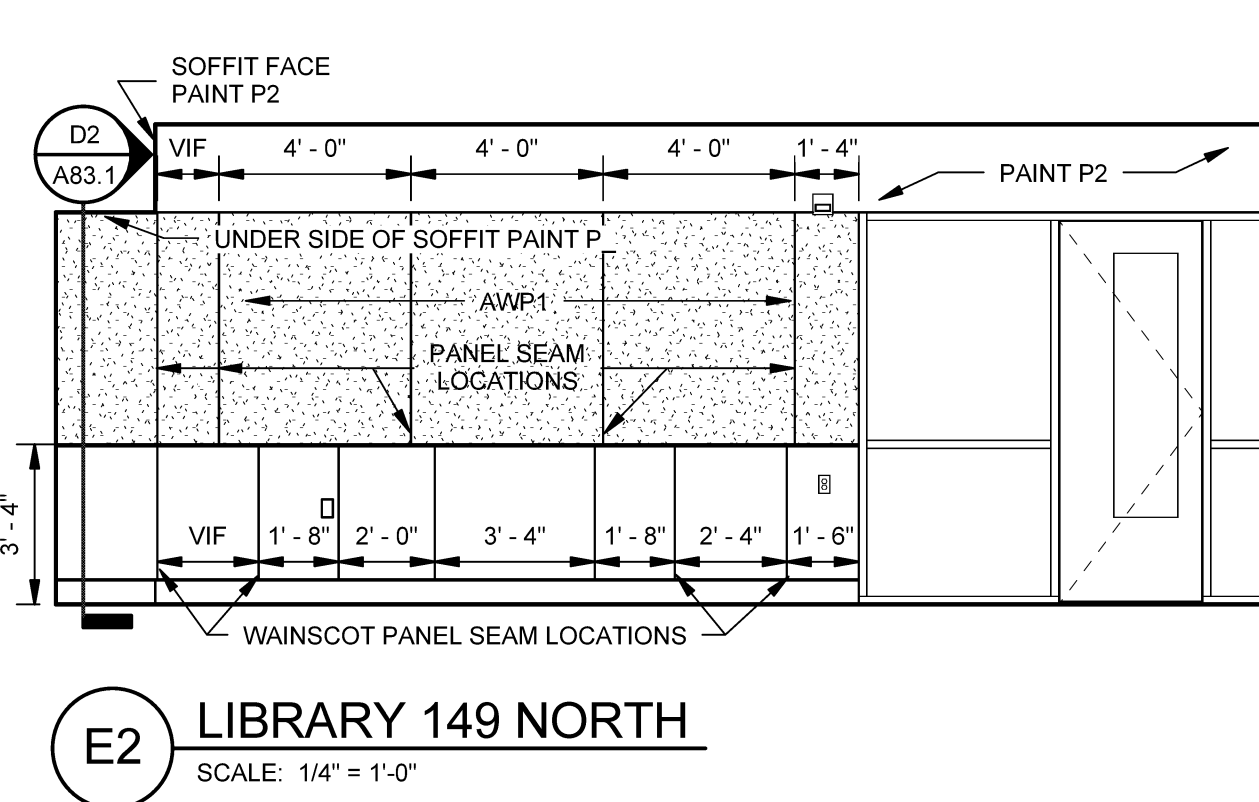 SOFFIT FACE
PAINT P2
D2
A83.1
VIF
4' - 0"
4' - 0"
4' - 0"
1' - 4"
PAINT P2
UNDER SIDE OF SOFFIT PAINT P
AWP1
PANEL SEAM
LOCATIONS
3' - 4"
VIF
1' - 8"
2' - 0"
3' - 4"
1' - 8"
2' - 4"
1' - 6"
WAINSCOT PANEL SEAM LOCATIONS
E2
LIBRARY 149 NORTH
SCALE: 1/4" = 1'-0"